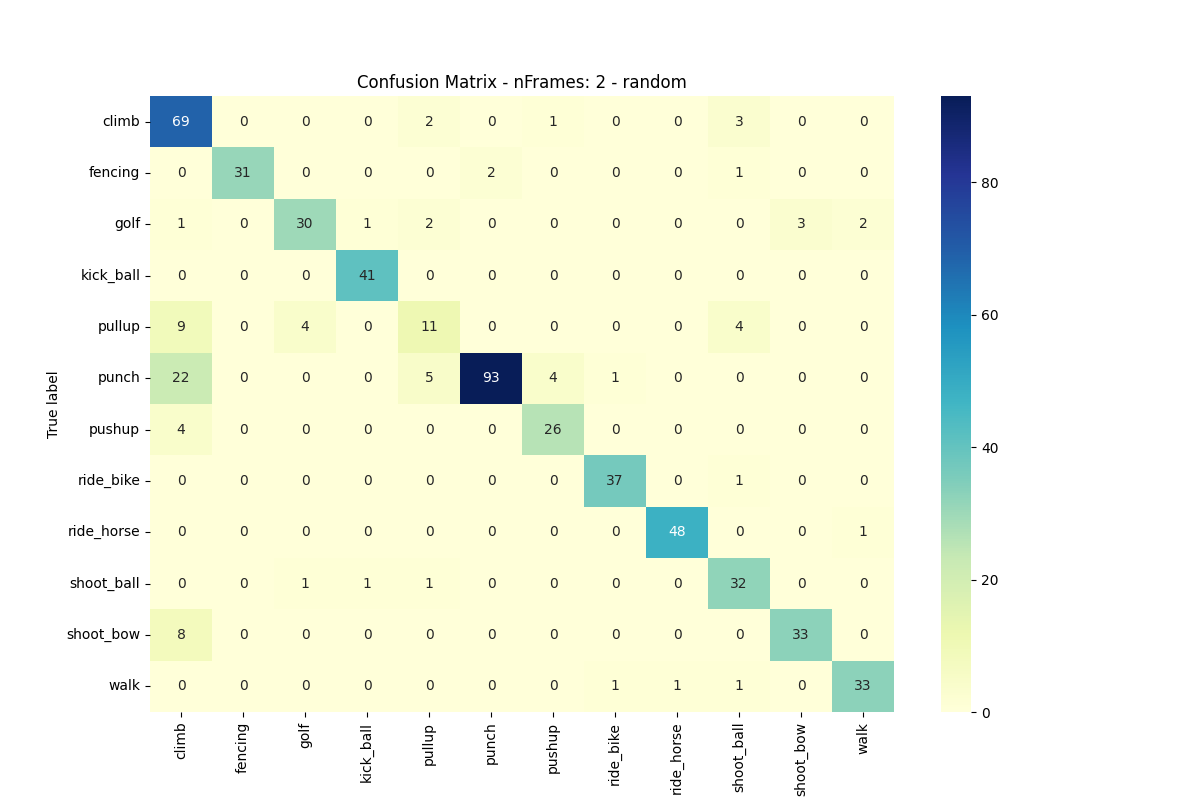 Confusion Matrix - nFrames: 2 - random
climb 69 0 0 0 2 0 1 0 0 3 0 0
fencing 0 31 0 0 0 2 0 0 0 1 0 0
golf 1 0 30 1 2 0 0 0 0 0 3 2
kick_ball 0 0 0 41 0 0 0 0 0 0 0 0
pullup 9 0 4 0 11 0 0 0 0 4 0 0
punch 22 0 0 0 5 93 4 1 0 0 0 0
pushup 4 0 0 0 0 0 26 0 0 0 0 0
ride_bike 0 0 0 0 0 0 0 37 0 1 0 0
ride_horse 0 0 0 0 0 0 0 0 48 0 0 1
shoot_ball 0 0 1 1 1 0 0 0 0 32 0 0
shoot_bow 8 0 0 0 0 0 0 0 0 0 33 0
walk 0 0 0 0 0 0 0 1 1 1 0 33
True label
climb fencing golf kick_ball pullup punch pushup ride_bike ride_horse shoot_ball shoot_bow walk
80
60
40
20
0